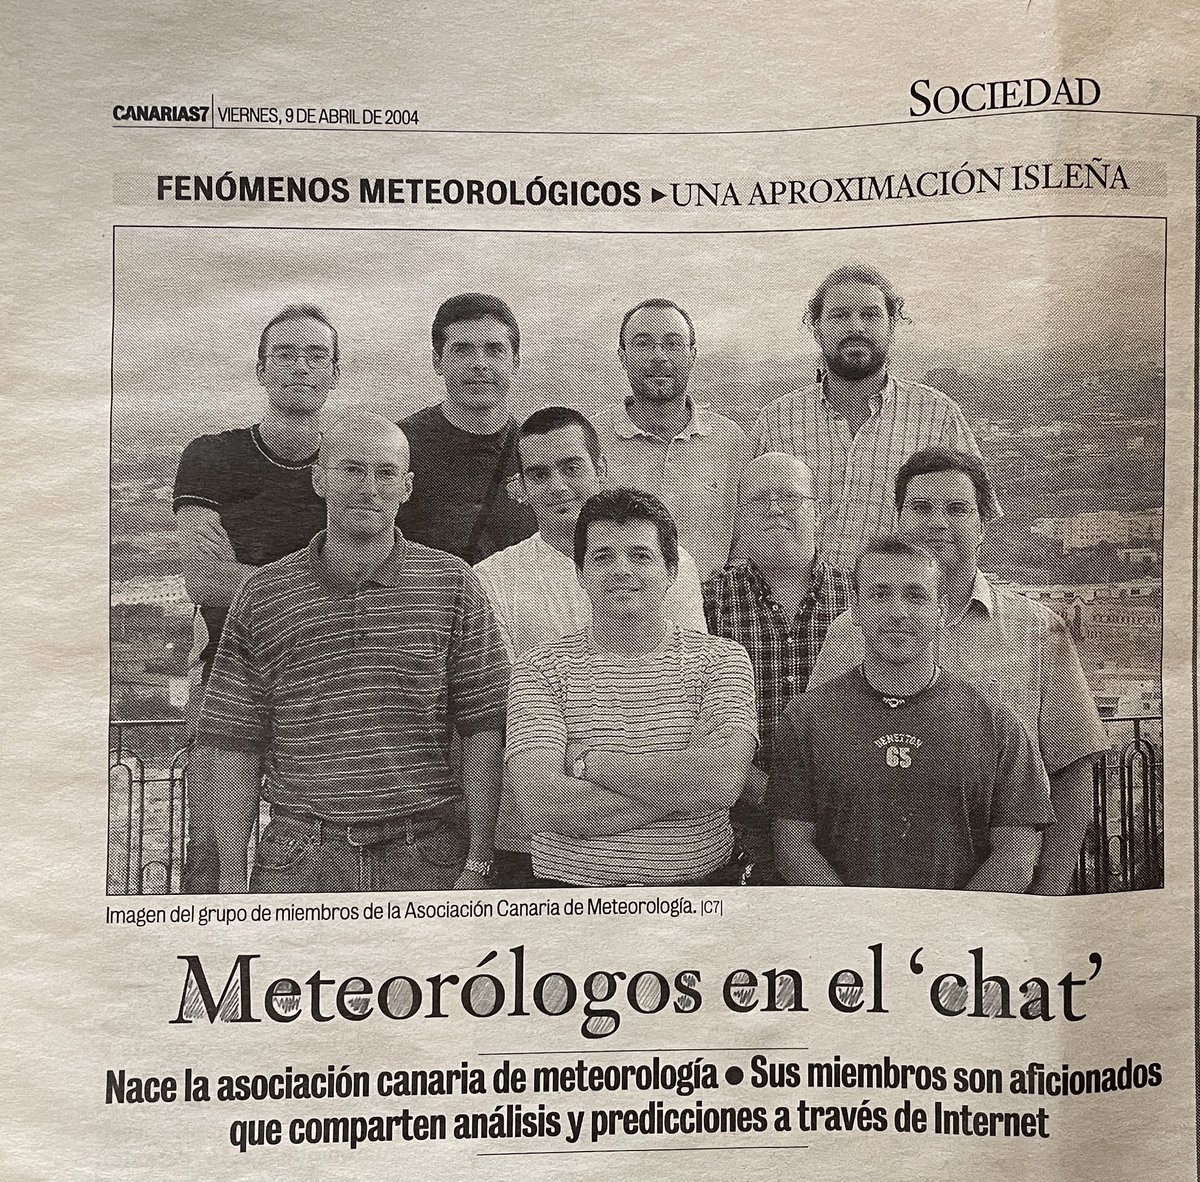 CANARIAS7 | VIERNES, 9 DE ABRIL DE 2004
SOCIEDAD
FENÓMENOS METEOROLÓGICOS ►UNA APROXIMACIÓN ISLEÑA
BENETTON
65
Imagen del grupo de miembros de la Asociación Canaria de Meteorología. |C7|
Meteorólogos en el ‘chat’
Nace la asociación canaria de meteorología ● Sus miembros son aficionados
que comparten análisis y predicciones a través de Internet